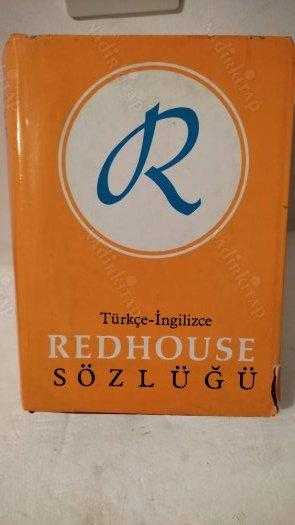 R
Türkçe-İngilizce
REDHOUSE
SÖZLÜĞÜ